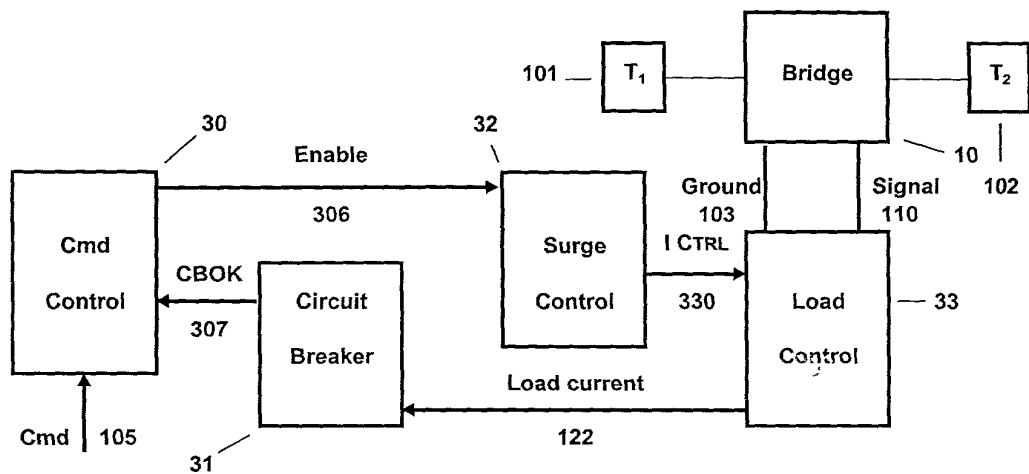 101
T1
Bridge
T2
30
32
10
102
Enable
306
Ground
103
Signal
110
Cmd
Control
CBOK
307
Circuit
Breaker
Surge
Control
I CTRL
330
Load
Control
33
Load current
122
Cmd 105
31